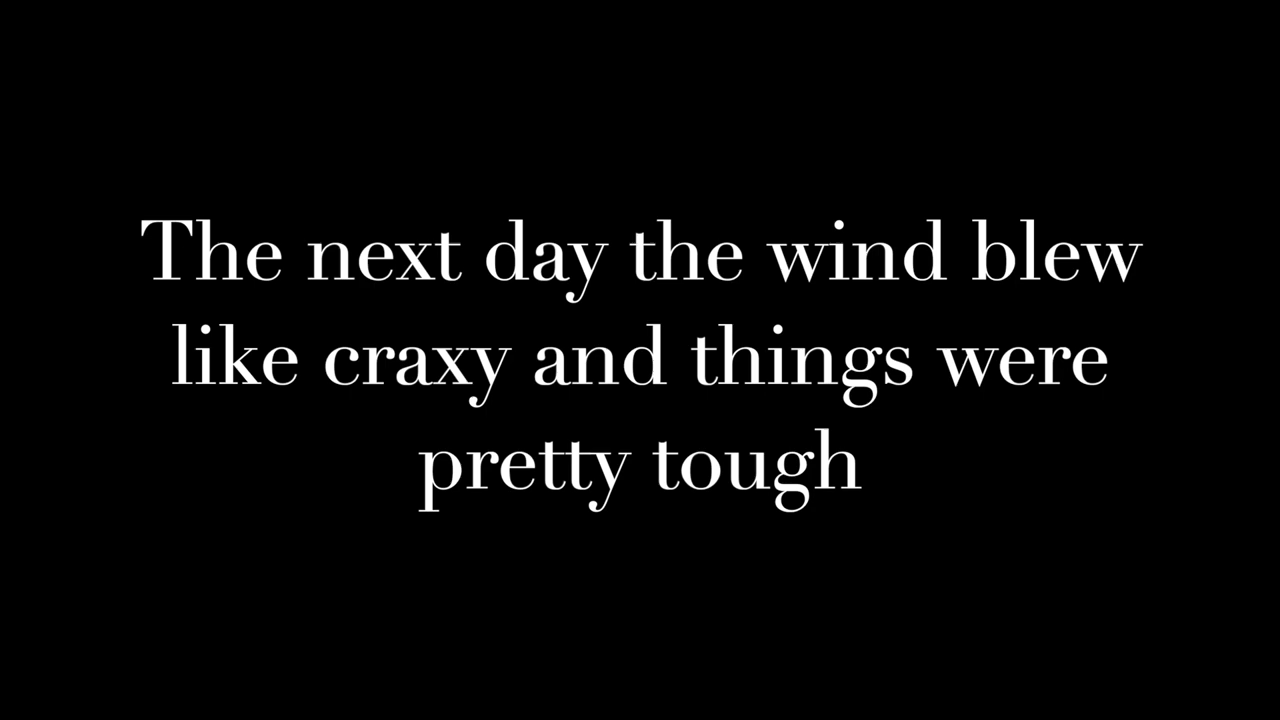 The next day the wind blew
like craxy and things were
pretty tough